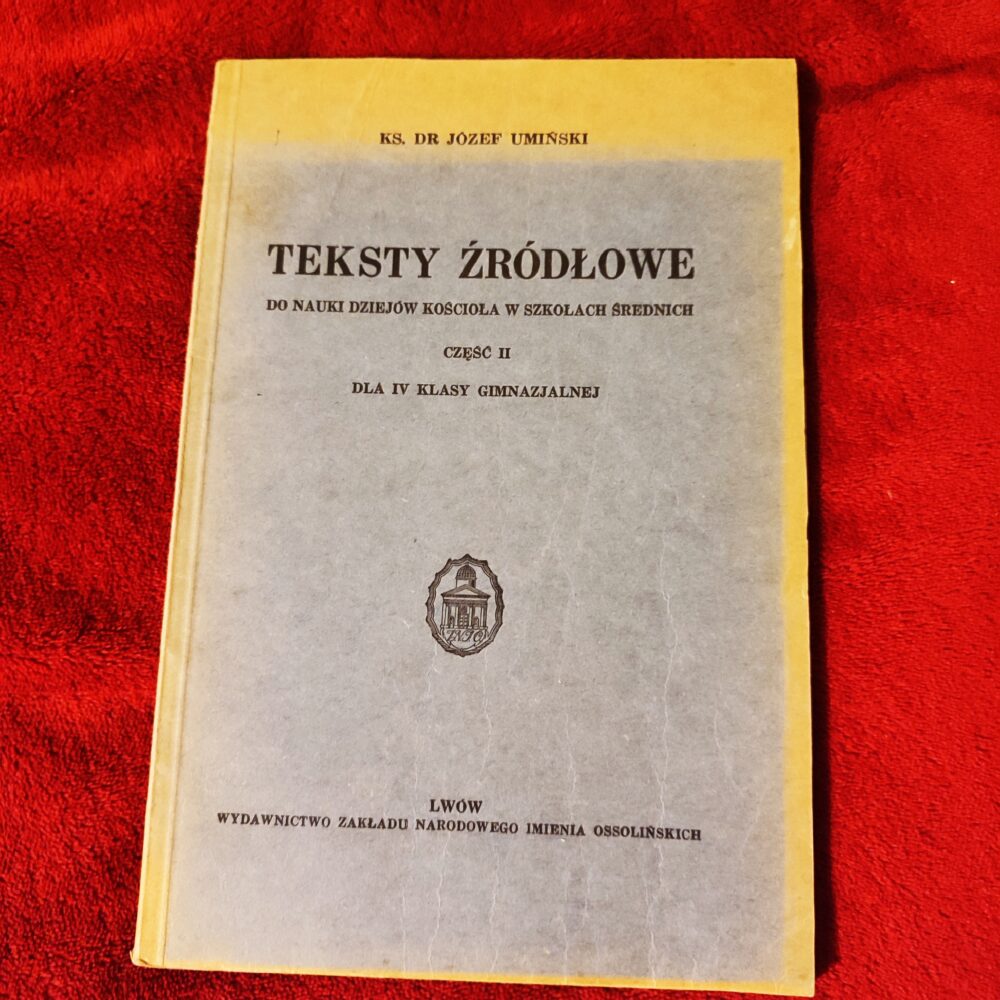 KS. DR JÓZEF UMIŃSKI
TEKSTY ŹRÓDŁOWE
DO NAUKI DZIEJÓW KOŚCIOŁA W SZKOŁACH ŚREDNICH
CZĘŚĆ II
DLA IV KLASY GIMNAZJALNEJ
LWÓW
WYDAWNICTWO ZAKŁADU NARODOWEGO IMIENIA OSSOLIŃSKICH